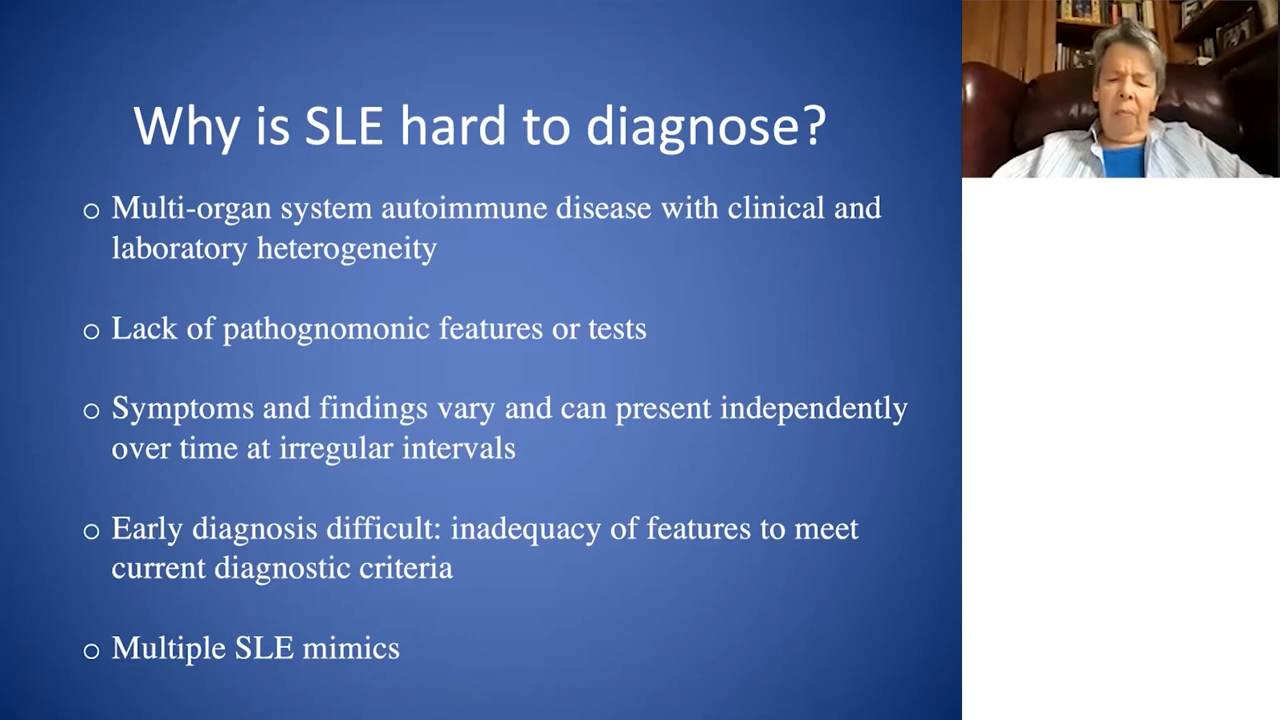 Why is SLE hard to diagnose?
o Multi-organ system autoimmune disease with clinical and
laboratory heterogeneity
o Lack of pathognomonic features or tests
o Symptoms and findings vary and can present independently
over time at irregular intervals
o Early diagnosis difficult: inadequacy of features to meet
current diagnostic criteria
o Multiple SLE mimics